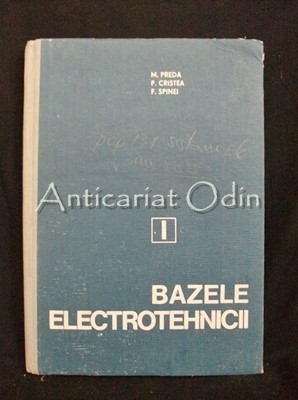 M. PREDA
P. CRISTEA
F. SPINEI
Anticariat Odin
I
BAZELE
ELECTROTEHNICII